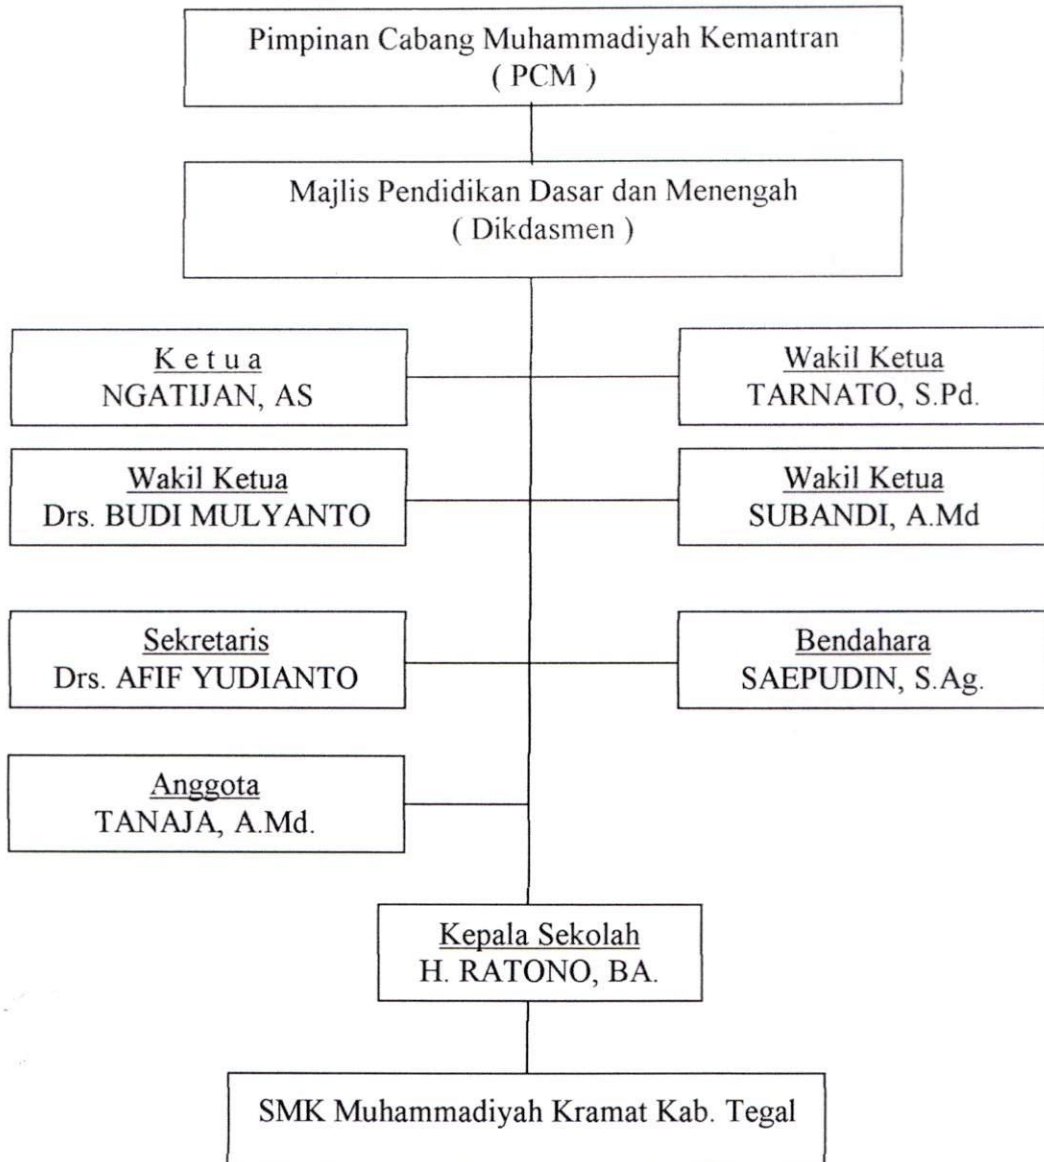 Pimpinan Cabang Muhammadiyah Kemantran
( PCM )
Majlis Pendidikan Dasar dan Menengah
( Dikdasmen )
K e t u a
NGATIJAN, AS
Wakil Ketua
TARNATO, S.Pd.
Wakil Ketua
Drs. BUDI MULYANTO
Wakil Ketua
SUBANDI, A.Md
Sekretaris
Drs. AFIF YUDIANTO
Bendahara
SAEPUDIN, S.Ag.
Anggota
TANAJA, A.Md.
Kepala Sekolah
H. RATONO, BA.
SMK Muhammadiyah Kramat Kab. Tegal